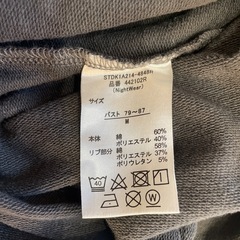 STDK1A214-4848h
品番 442102R
(NightWear)
サイズ
バスト 79~87
M
本体 綿 60%
ポリエステル 40%
リブ部分 綿 58%
ポリエステル 37%
ポリウレタン 5%
40